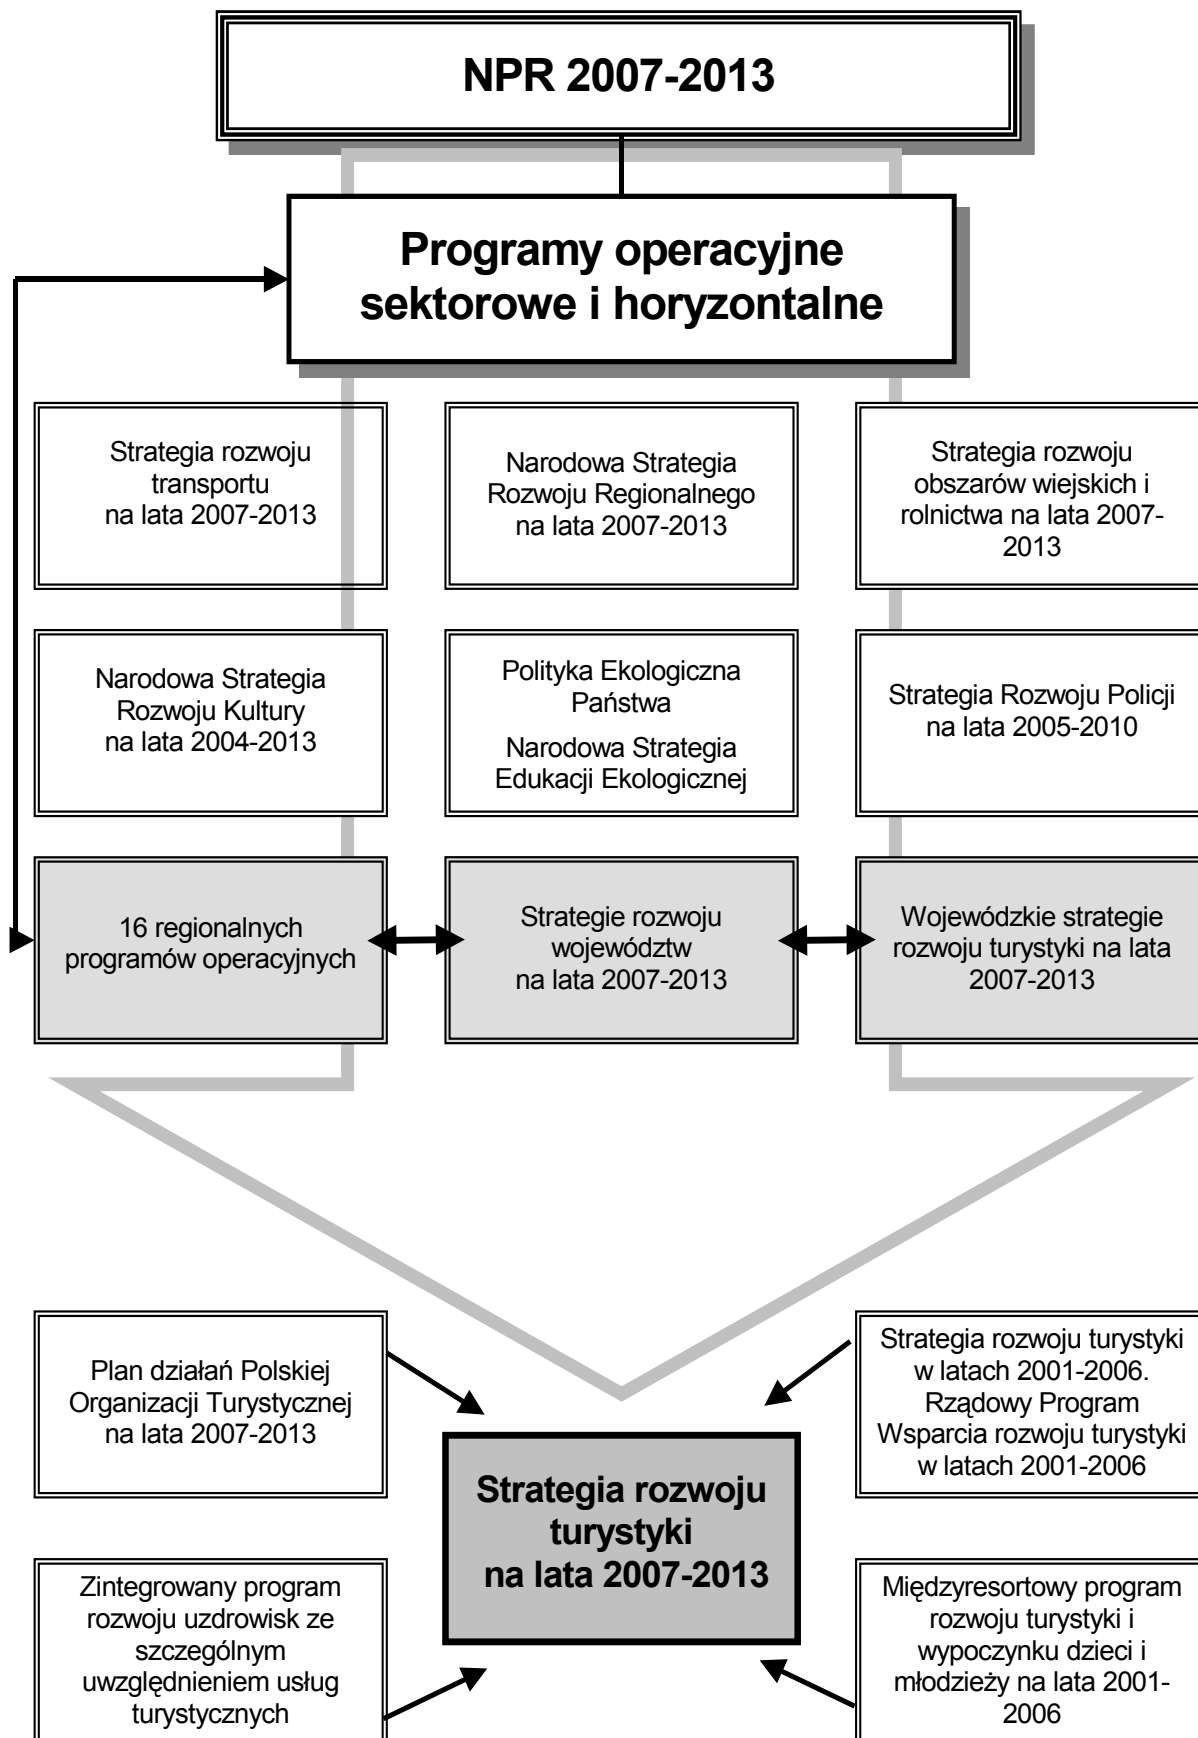 NPR 2007-2013
Programy operacyjne
sektorowe i horyzontalne
Strategia rozwoju
transportu
na lata 2007-2013
Narodowa Strategia
Rozwoju Regionalnego
na lata 2007-2013
Strategia rozwoju
obszarów wiejskich i
rolnictwa na lata 2007-
2013
Narodowa Strategia
Rozwoju Kultury
na lata 2004-2013
Polityka Ekologiczna
Państwa
Narodowa Strategia
Edukacji Ekologicznej
Strategia Rozwoju Policji
na lata 2005-2010
16 regionalnych
programów operacyjnych
Strategie rozwoju
województw
na lata 2007-2013
Wojewódzkie strategie
rozwoju turystyki na lata
2007-2013
Plan działań Polskiej
Organizacji Turystycznej
na lata 2007-2013
Strategia rozwoju turystyki
w latach 2001-2006.
Rządowy Program
Wsparcia rozwoju turystyki
w latach 2001-2006
Strategia rozwoju
turystyki
na lata 2007-2013
Zintegrowany program
rozwoju uzdrowisk ze
szczególnym
uwzględnieniem usług
turystycznych
Międzyresortowy program
rozwoju turystyki i
wypoczynku dzieci i
młodzieży na lata 2001-
2006